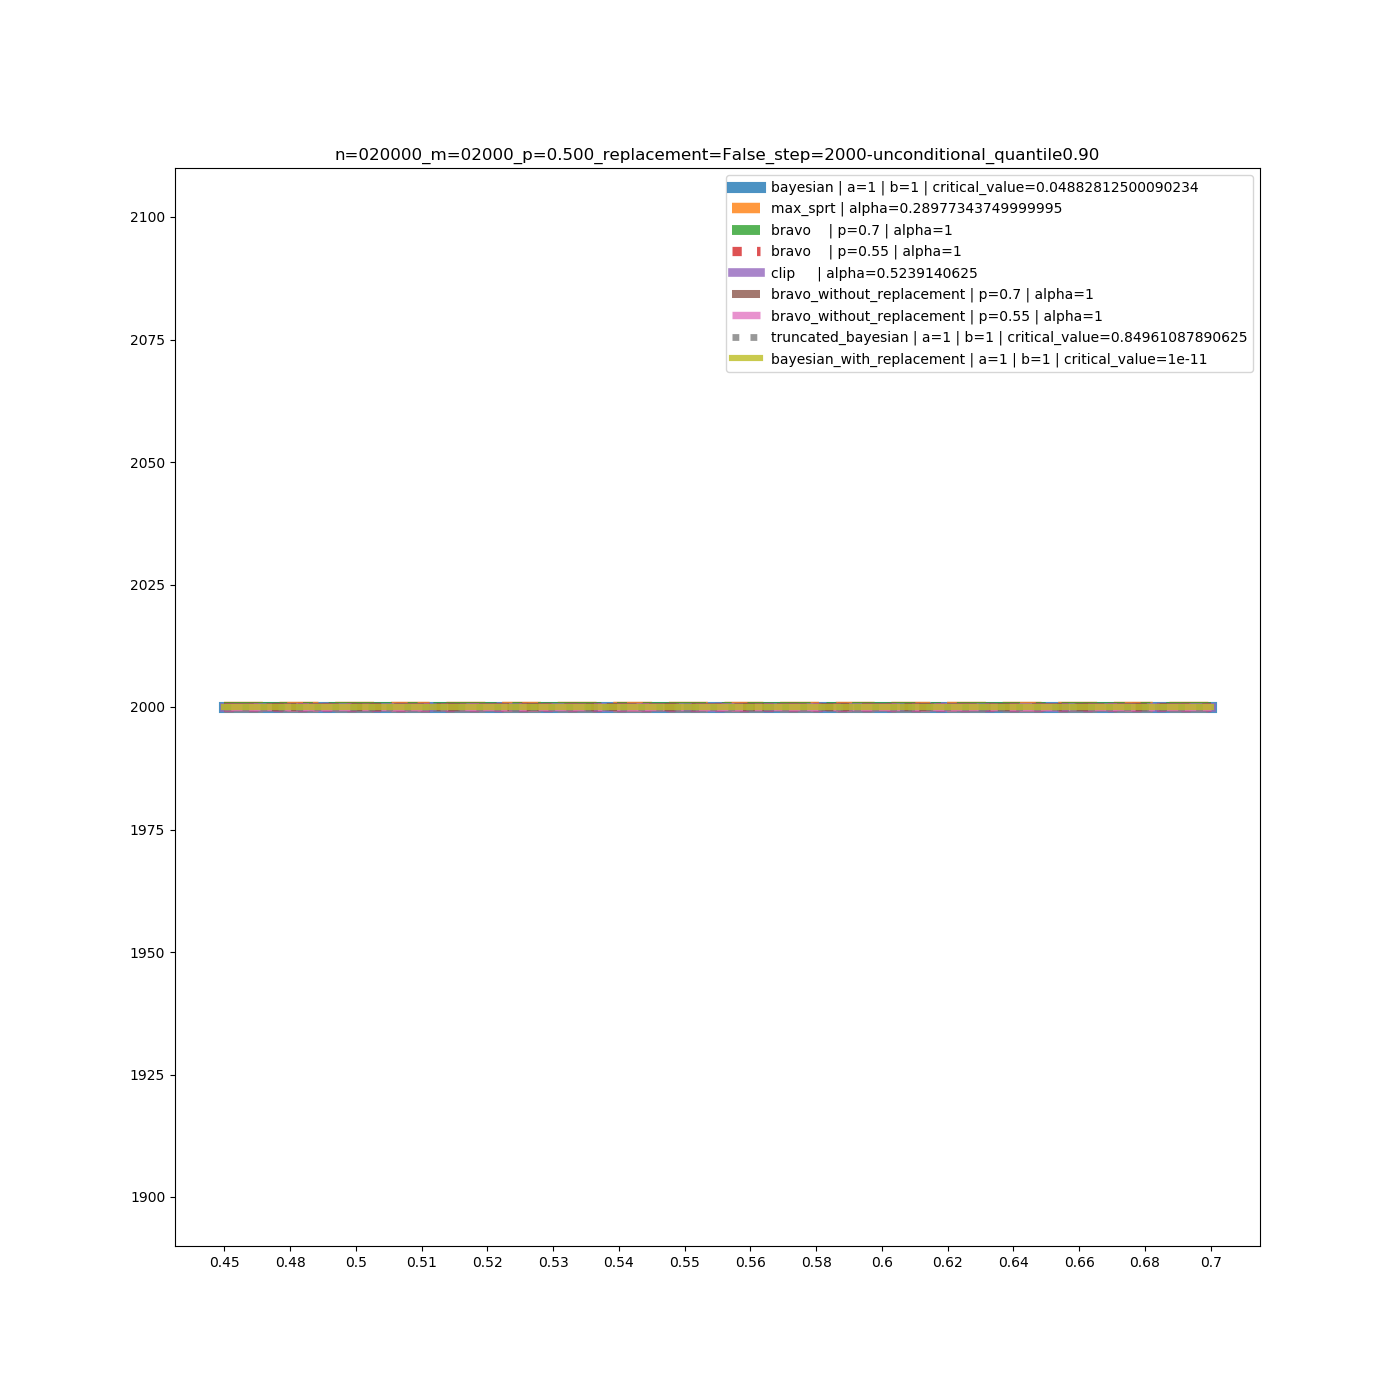 n=020000_m=02000_p=0.500_replacement=False_step=2000-unconditional_quantile0.90
bayesian | a=1 | b=1 | critical_value=0.04882812500090234
max_sprt | alpha=0.28977343749999995
bravo    | p=0.7 | alpha=1
bravo    | p=0.55 | alpha=1
clip     | alpha=0.5239140625
bravo_without_replacement | p=0.7 | alpha=1
bravo_without_replacement | p=0.55 | alpha=1
truncated_bayesian | a=1 | b=1 | critical_value=0.84961087890625
bayesian_with_replacement | a=1 | b=1 | critical_value=1e-11
2100
2075
2050
2025
2000
1975
1950
1925
1900
0.45 0.48 0.5 0.51 0.52 0.53 0.54 0.55 0.56 0.58 0.6 0.62 0.64 0.66 0.68 0.7